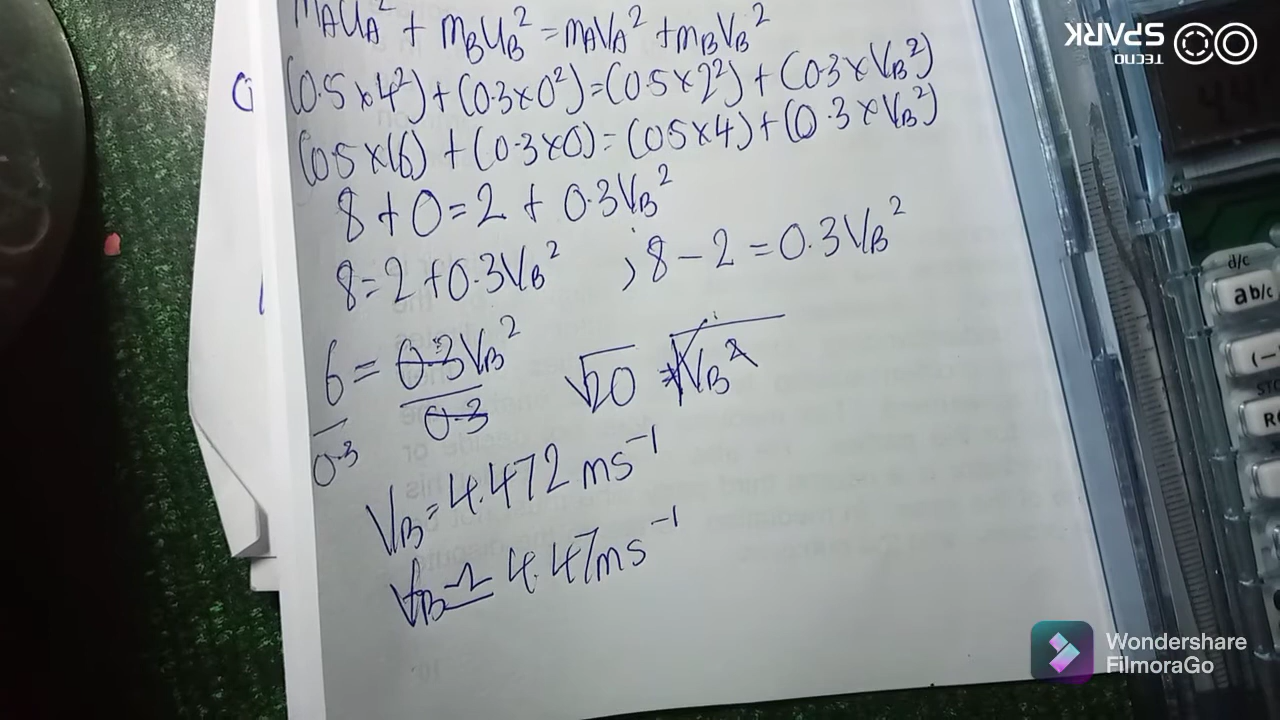 mAUA² + mBUB² = mAVA² + mBVB²
(0.5×4²) + (0.3×0²) = (0.5×2²) + (0.3×VB²)
(0.5×16) + (0.3×0) = (0.5×4) + (0.3×VB²)
8 + 0 = 2 + 0.3VB²
8 = 2 + 0.3VB² ; 8 - 2 = 0.3VB²
6/0.3 = 0.3VB²/0.3 √20 = √VB²
VB = 4.472 ms⁻¹
VB ≏ 4.47ms⁻¹
TECNO
SPARK
d/c
ab/c
(-
Wondershare
FilmoraGo